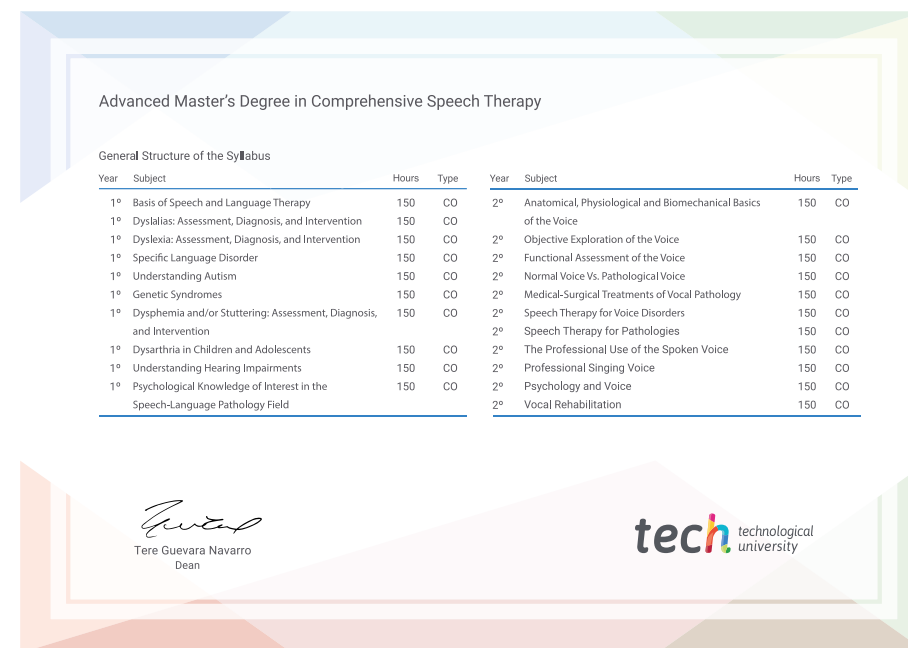 Advanced Master's Degree in Comprehensive Speech Therapy
General Structure of the Syllabus
Year Subject Hours Type
1º Basis of Speech and Language Therapy 150 CO
1º Dyslalias: Assessment, Diagnosis, and Intervention 150 CO
1º Dyslexia: Assessment, Diagnosis, and Intervention 150 CO
1º Specific Language Disorder 150 CO
1º Understanding Autism 150 CO
1º Genetic Syndromes 150 CO
1º Dysphemia and/or Stuttering: Assessment, Diagnosis, 150 CO
and Intervention
1º Dysarthria in Children and Adolescents 150 CO
1º Understanding Hearing Impairments 150 CO
1º Psychological Knowledge of Interest in the 150 CO
Speech-Language Pathology Field
Year Subject Hours Type
2º Anatomical, Physiological and Biomechanical Basics 150 CO
of the Voice
2º Objective Exploration of the Voice 150 CO
2º Functional Assessment of the Voice 150 CO
2º Normal Voice Vs. Pathological Voice 150 CO
2º Medical-Surgical Treatments of Vocal Pathology 150 CO
2º Speech Therapy for Voice Disorders 150 CO
2º Speech Therapy for Pathologies 150 CO
2º The Professional Use of the Spoken Voice 150 CO
2º Professional Singing Voice 150 CO
2º Psychology and Voice 150 CO
2º Vocal Rehabilitation 150 CO
Tere Guevara Navarro
Dean
tech technological
university